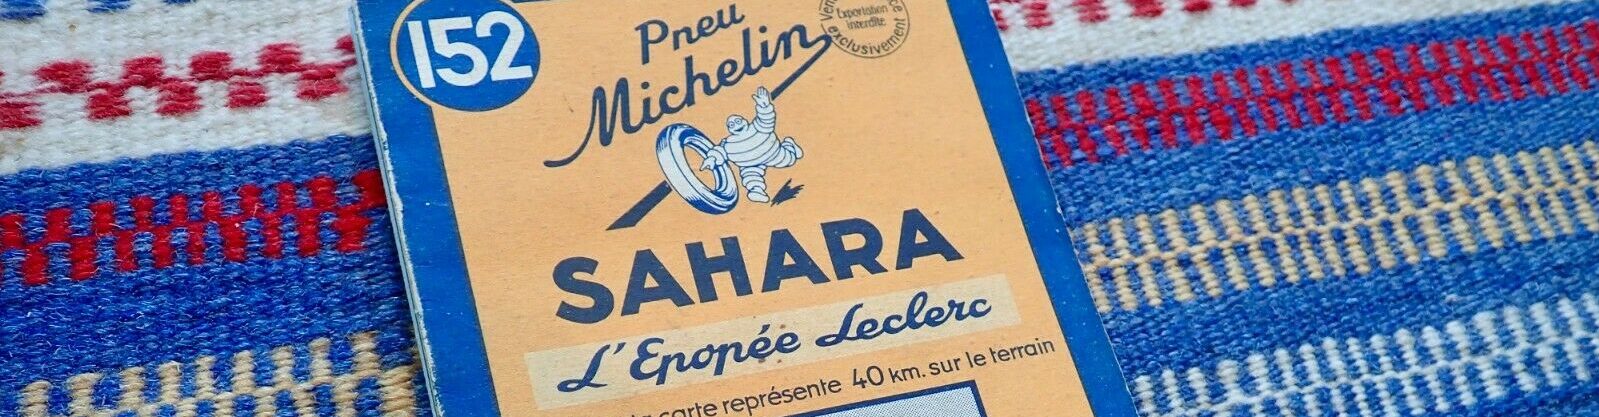 152
Pneu
Michelin
Exportation
interdite
exclusivement
SAHARA
L'Epopée Leclerc
carte représente 40 km. sur le terrain